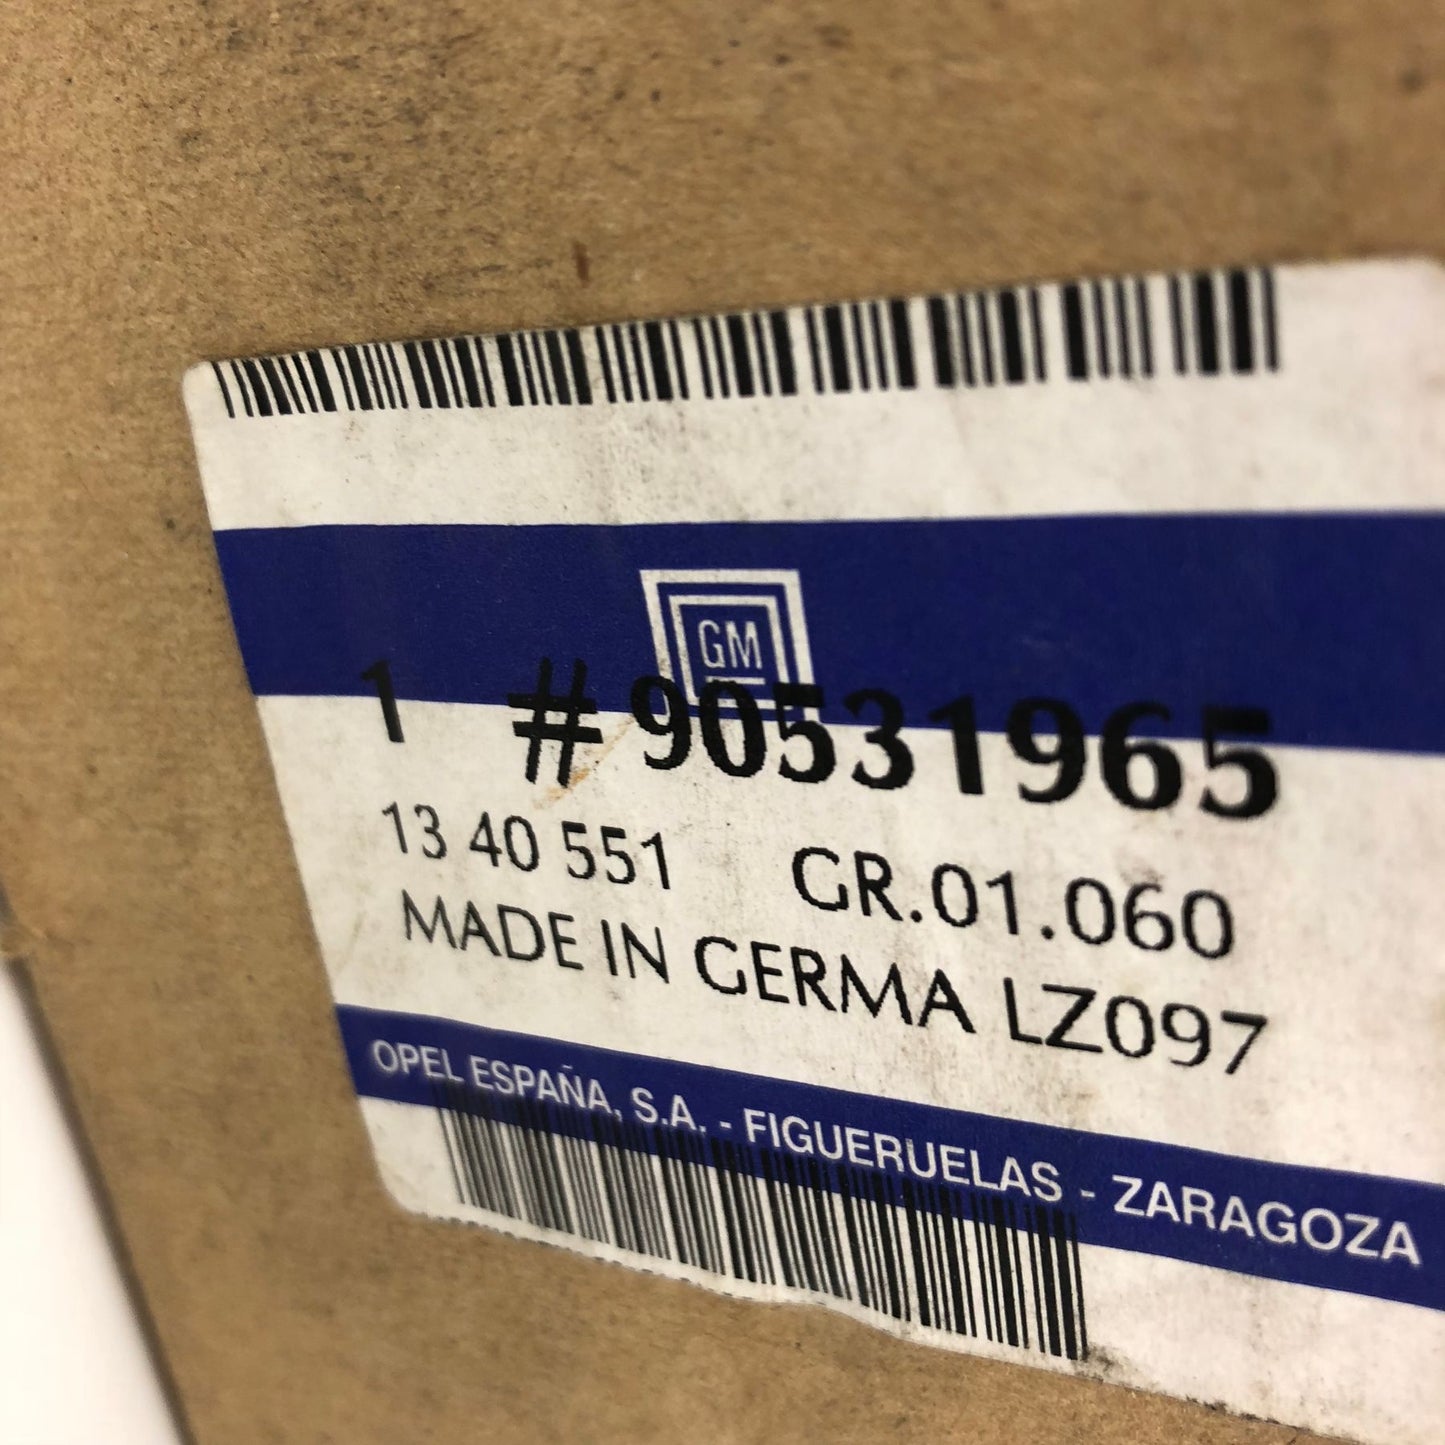 GM
1 #90531965
13 40 551 GR.01.060
MADE IN GERMA LZ097
OPEL ESPAÑA, S.A. - FIGUERUELAS - ZARAGOZA